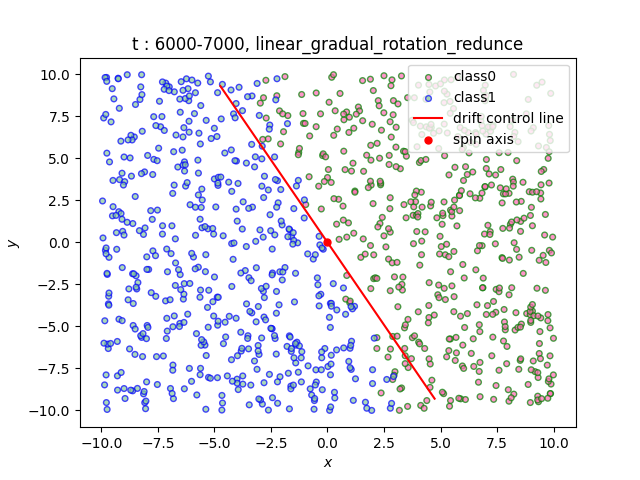 t : 6000-7000, linear_gradual_rotation_redunce
class0
class1
drift control line
spin axis
10.0
7.5
5.0
2.5
0.0
−2.5
−5.0
−7.5
−10.0
y
−10.0 −7.5 −5.0 −2.5 0.0 2.5 5.0 7.5 10.0
x